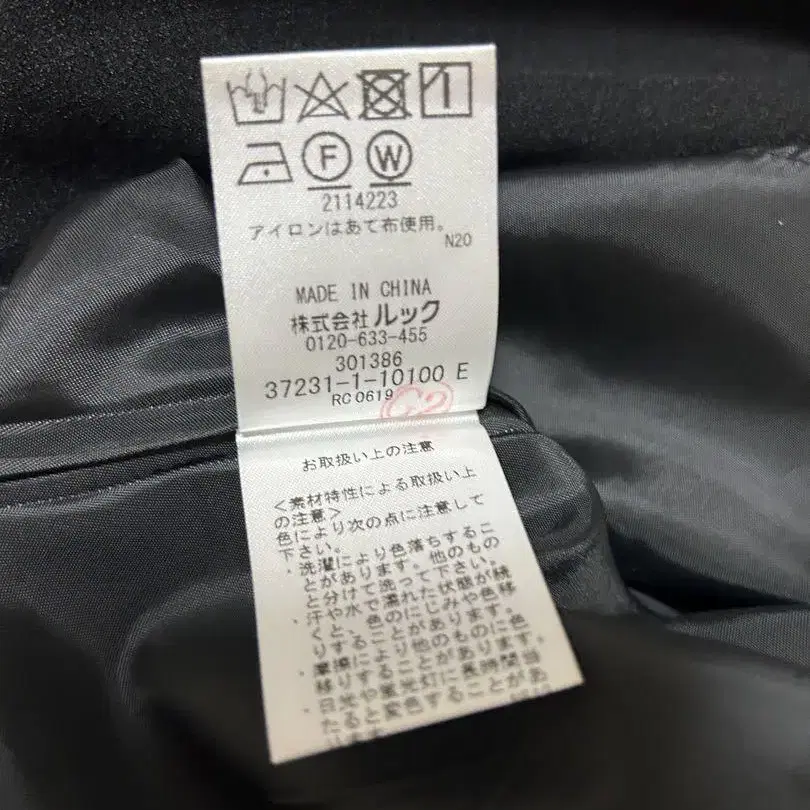 F W
2114223
アイロンはあて布使用。
N20
MADE IN CHINA
株式会社 ルック
0120-633-455
301386
37231-1-10100 E
RC0619
G2
お取扱い上の注意
<素材特性による取扱い上
の注意>
色により次の点に注意して
下さい。
・洗濯により色落ちするこ
とがあります。他のもの
と分けて洗って下さい。
・汗や水で濡れた状態が続
くと、色のにじみや色移
りすることがあります。
・摩擦により他のものに色
移りすることがあります。
・日光や蛍光灯に長時間当
たると変色することがあ
ります。